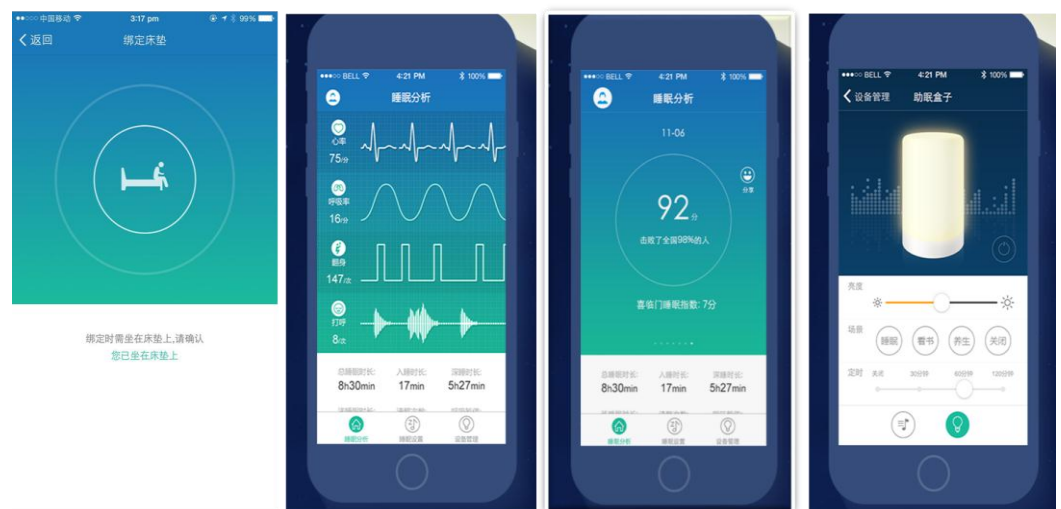 中国移动 3:17 pm 99%
返回 绑定床垫
绑定时需坐在床垫上,请确认
您已坐在床垫上
BELL 4:21 PM 100%
睡眠分析
心率
75/分
呼吸率
16/分
翻身
147/次
打呼
8/次
总睡眠时长: 入睡时长: 深睡时长:
8h30min 17min 5h27min
睡眠分析 睡眠设置 设备管理
BELL 4:21 PM 100%
睡眠分析
11-06
分享
92分
击败了全国98%的人
喜临门睡眠指数: 7分
总睡眠时长: 入睡时长: 深睡时长:
8h30min 17min 5h27min
睡眠分析 睡眠设置 设备管理
BELL 4:21 PM 100%
设备管理 助眠盒子
亮度
场景 睡眠 看书 养生 关闭
定时 关闭 30分钟 60分钟 120分钟